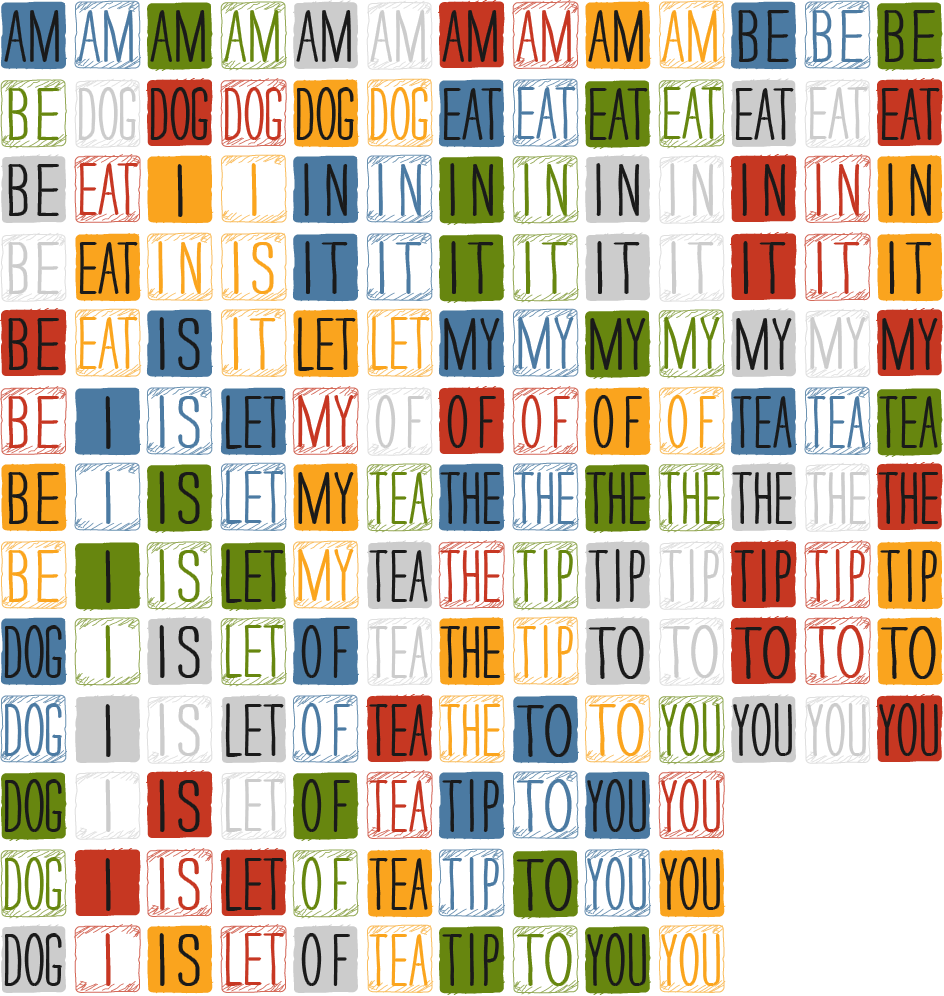 AM AM AM AM AM AM AM AM AM AM BE BE BE
BE DOG DOG DOG DOG DOG EAT EAT EAT EAT EAT EAT EAT
BE EAT I I IN IN IN IN IN IN IN IN IN
BE EAT IN IS IT IT IT IT IT IT IT IT IT
BE EAT IS IT LET LET MY MY MY MY MY MY MY
BE I IS LET MY OF OF OF OF OF TEA TEA TEA
BE I IS LET MY TEA THE THE THE THE THE THE THE
BE I IS LET MY TEA THE TIP TIP TIP TIP TIP TIP
DOG I IS LET OF TEA THE TIP TO TO TO TO TO
DOG I IS LET OF TEA THE TO TO YOU YOU YOU YOU
DOG I IS LET OF TEA TIP TO YOU YOU
DOG I IS LET OF TEA TIP TO YOU YOU
DOG I IS LET OF TEA TIP TO YOU YOU